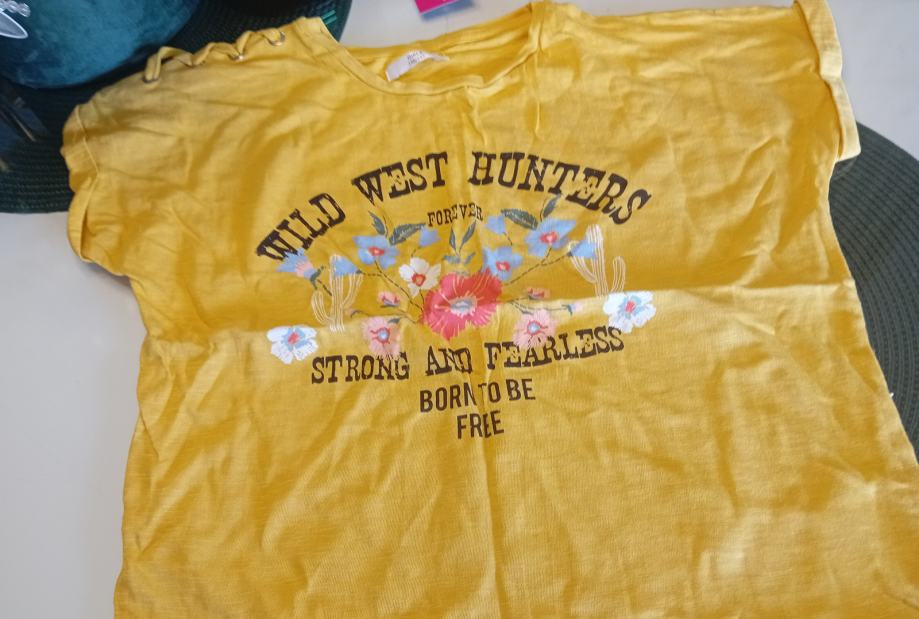 WILD WEST HUNTERS
FOREVER
STRONG AND FEARLESS
BORN TO BE
FREE